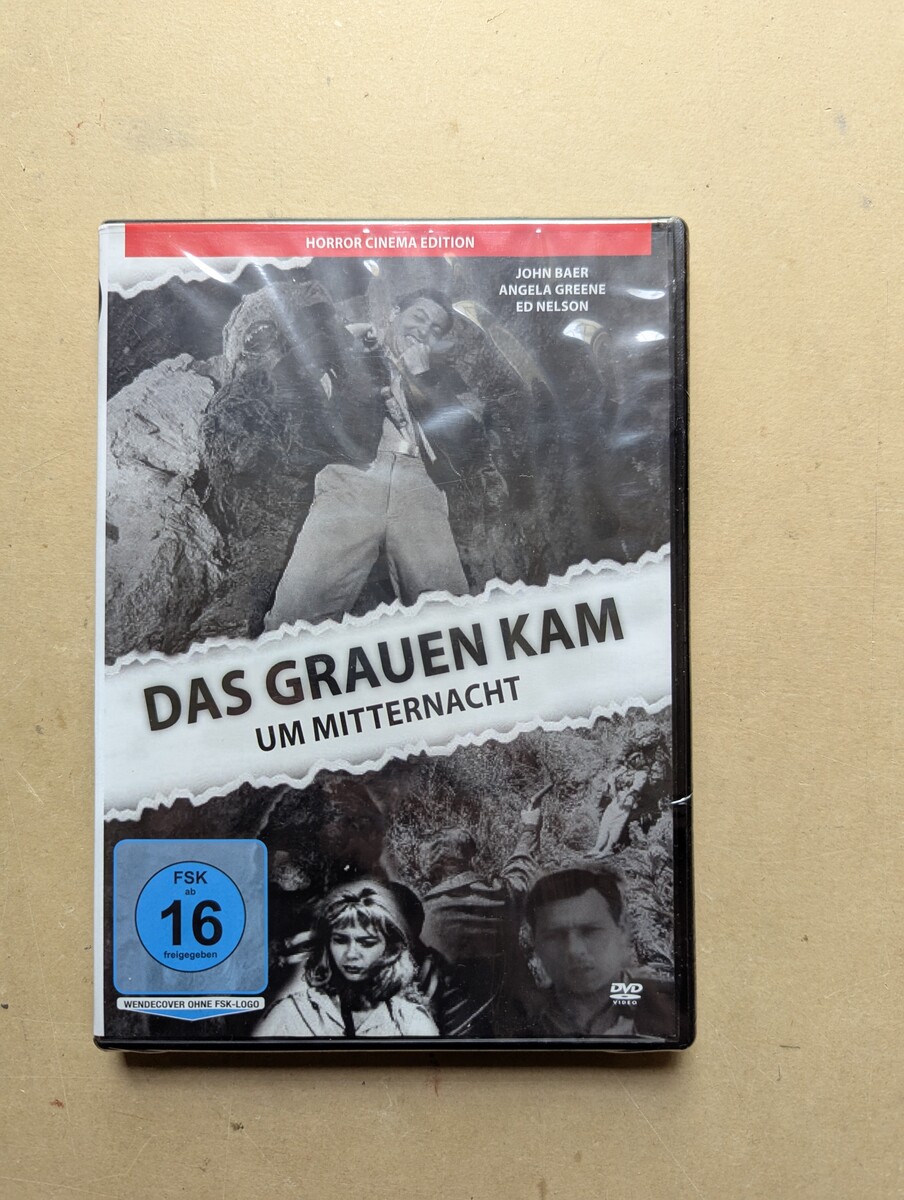 HORROR CINEMA EDITION
JOHN BAER
ANGELA GREENE
ED NELSON
DAS GRAUEN KAM
UM MITTERNACHT
FSK
ab
16
freigegeben
WENDECOVER OHNE FSK-LOGO
DVD
VIDEO